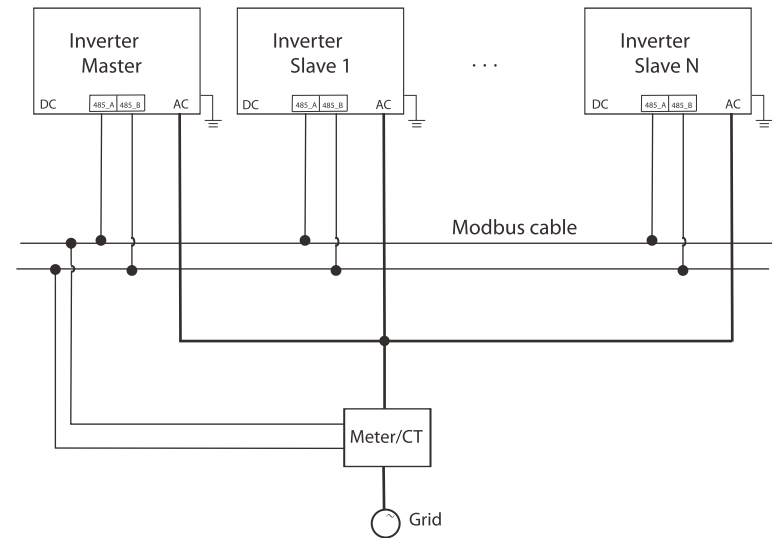 Inverter
Master
DC
485_A 485_B
AC
Inverter
Slave 1
DC
485_A 485_B
AC
. . .
Inverter
Slave N
DC
485_A 485_B
AC
Modbus cable
Meter/CT
~
Grid